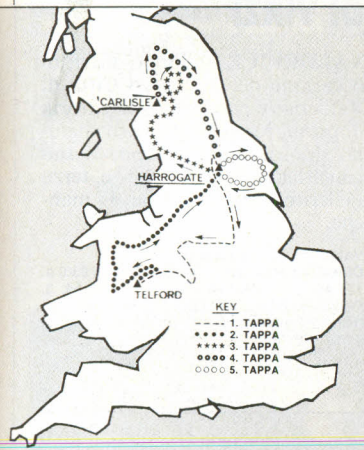 CARLISLE
HARROGATE
TELFORD
KEY
1. TAPPA
2. TAPPA
3. TAPPA
4. TAPPA
5. TAPPA